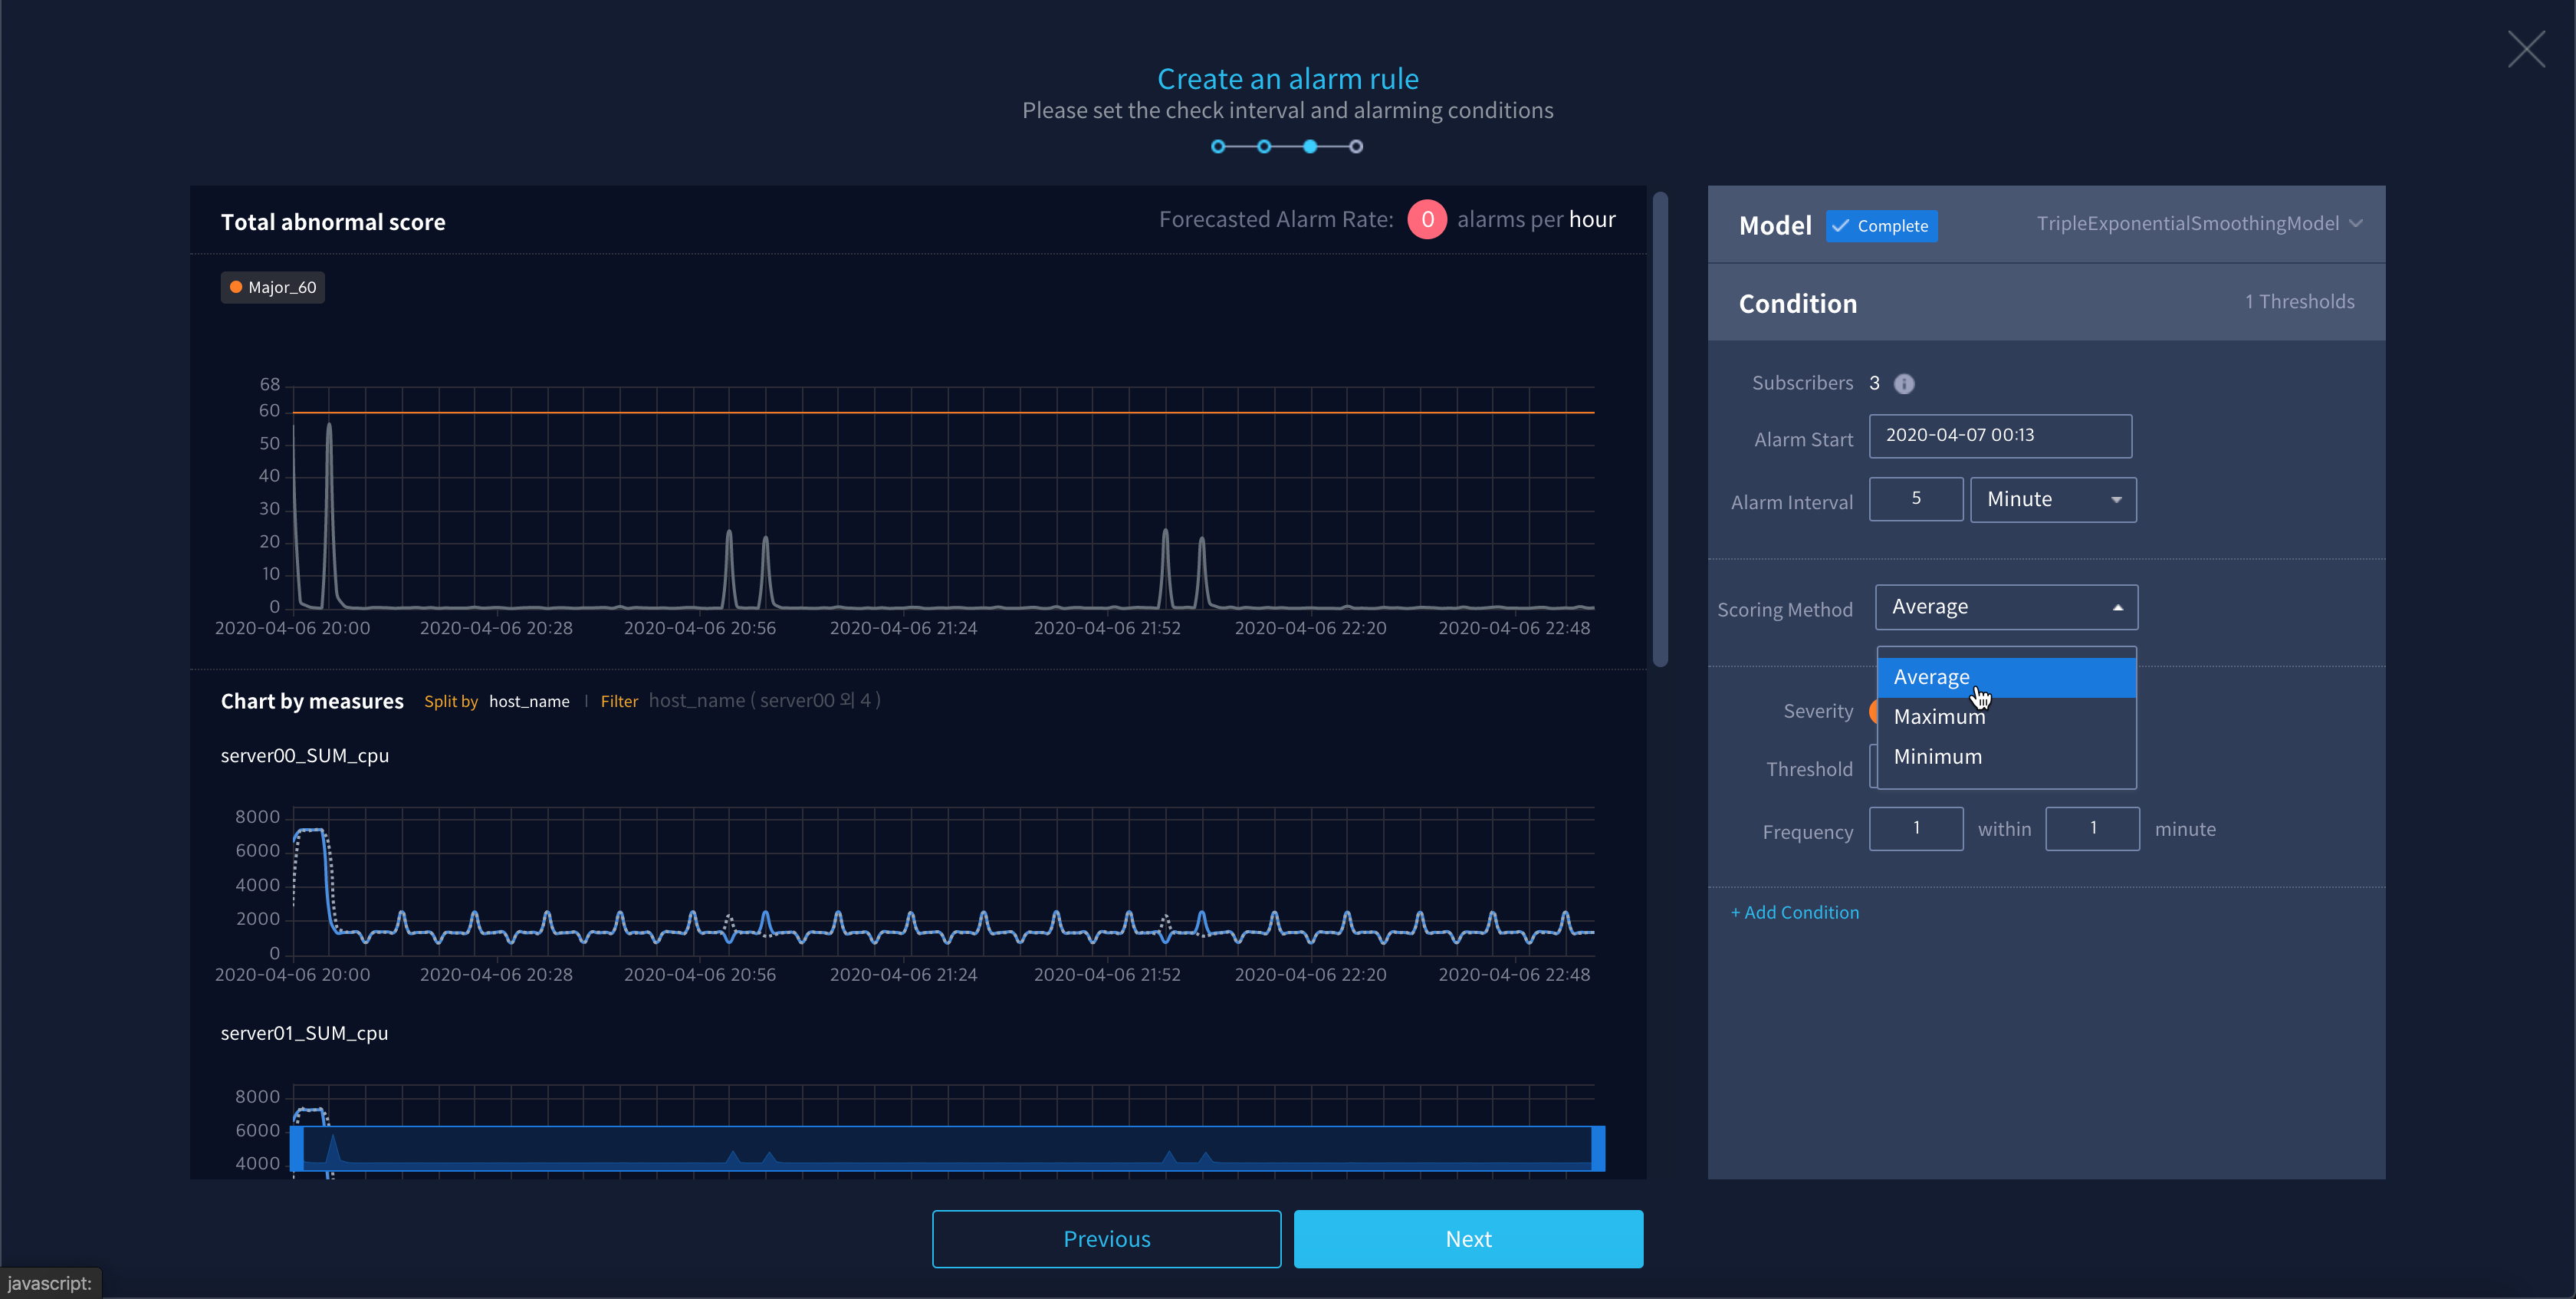 Create an alarm rule
Please set the check interval and alarming conditions
Total abnormal score
Forecasted Alarm Rate: 0 alarms per hour
Major_60
68
60
50
40
30
20
10
0
2020-04-06 20:00 2020-04-06 20:28 2020-04-06 20:56 2020-04-06 21:24 2020-04-06 21:52 2020-04-06 22:20 2020-04-06 22:48
Chart by measures Split by host_name | Filter host_name ( server00 외 4 )
server00_SUM_cpu
8000
6000
4000
2000
0
2020-04-06 20:00 2020-04-06 20:28 2020-04-06 20:56 2020-04-06 21:24 2020-04-06 21:52 2020-04-06 22:20 2020-04-06 22:48
server01_SUM_cpu
8000
6000
4000
Model Complete TripleExponentialSmoothingModel
Condition 1 Thresholds
Subscribers 3
Alarm Start 2020-04-07 00:13
Alarm Interval 5 Minute
Scoring Method Average
Average
Maximum
Minimum
Severity
Threshold
Frequency 1 within 1 minute
+ Add Condition
Previous Next
javascript: